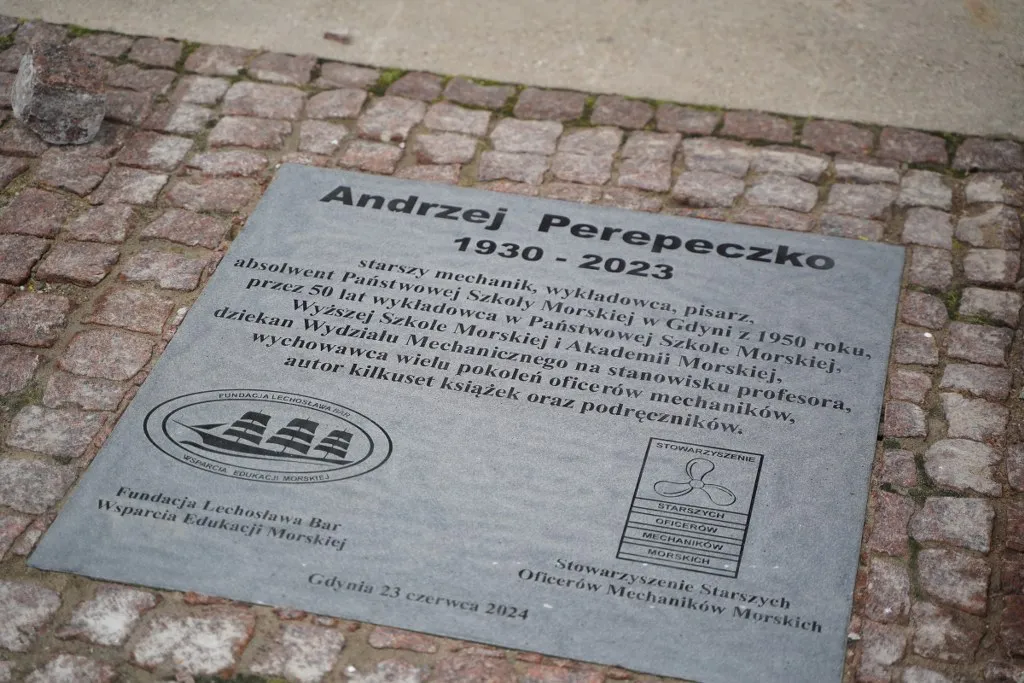 Andrzej Perepeczko
1930 - 2023
starszy mechanik, wykładowca, pisarz,
absolwent Państwowej Szkoły Morskiej w Gdyni z 1950 roku,
przez 50 lat wykładowca w Państwowej Szkole Morskiej,
Wyższej Szkole Morskiej i Akademii Morskiej,
dziekan Wydziału Mechanicznego na stanowisku profesora,
wychowawca wielu pokoleń oficerów mechaników,
autor kilkuset książek oraz podręczników.
FUNDACJA LECHOSŁAWA BAR
WSPARCIA EDUKACJI MORSKIEJ
Fundacja Lechosława Bar
Wsparcia Edukacji Morskiej
STOWARZYSZENIE
STARSZYCH
OFICERÓW
MECHANIKÓW
MORSKICH
Stowarzyszenie Starszych
Oficerów Mechaników Morskich
Gdynia 23 czerwca 2024